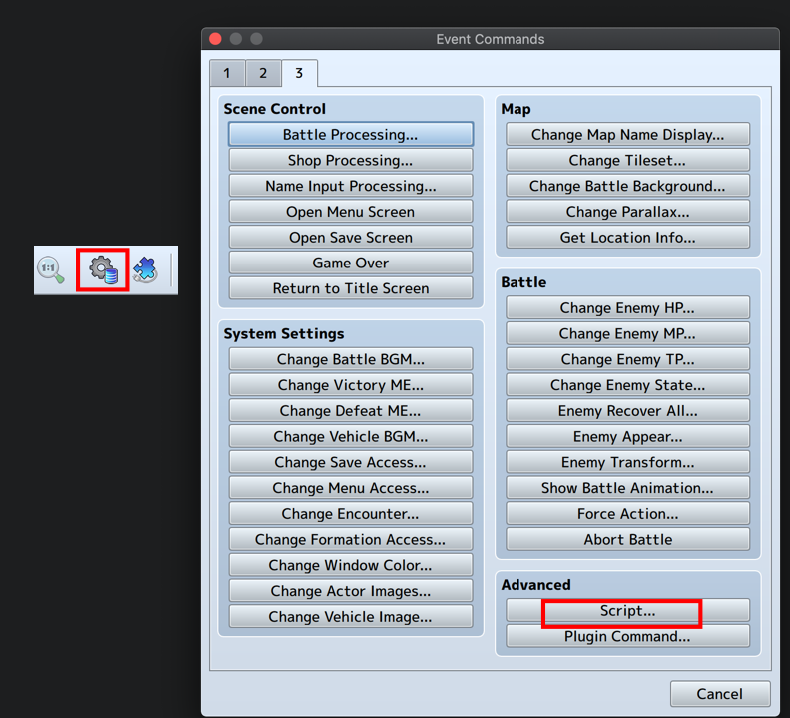 Event Commands
1 2 3
Scene Control
Battle Processing...
Shop Processing...
Name Input Processing...
Open Menu Screen
Open Save Screen
Game Over
Return to Title Screen
System Settings
Change Battle BGM...
Change Victory ME...
Change Defeat ME...
Change Vehicle BGM...
Change Save Access...
Change Menu Access...
Change Encounter...
Change Formation Access...
Change Window Color...
Change Actor Images...
Change Vehicle Image...
Map
Change Map Name Display...
Change Tileset...
Change Battle Background...
Change Parallax...
Get Location Info...
Battle
Change Enemy HP...
Change Enemy MP...
Change Enemy TP...
Change Enemy State...
Enemy Recover All...
Enemy Appear...
Enemy Transform...
Show Battle Animation...
Force Action...
Abort Battle
Advanced
Script...
Plugin Command...
Cancel
1:1